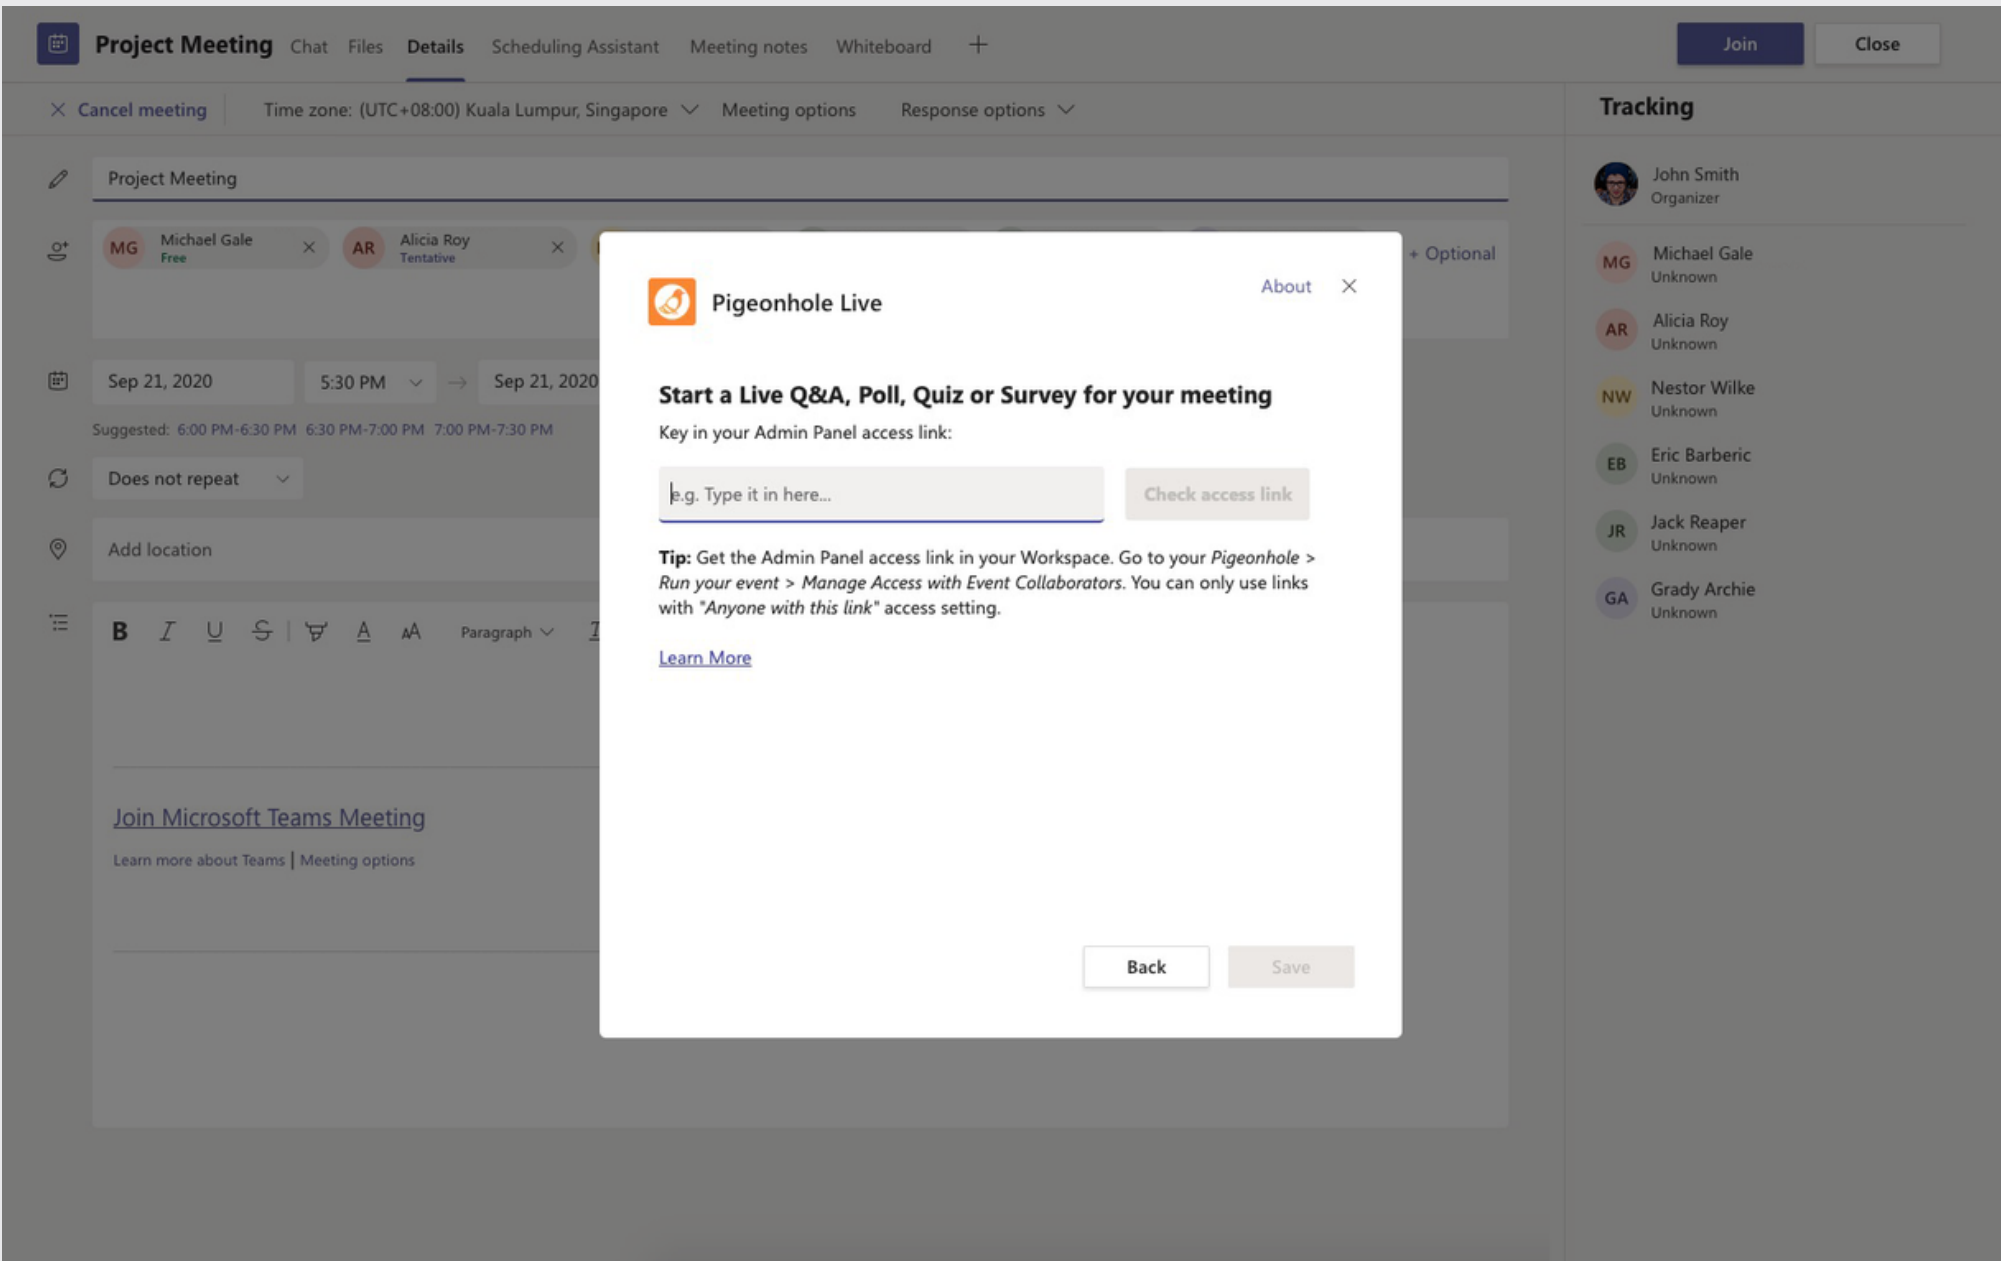 Project Meeting Chat Files Details Scheduling Assistant Meeting notes Whiteboard Join Close
Cancel meeting Time zone: (UTC+08:00) Kuala Lumpur, Singapore Meeting options Response options
Project Meeting
MG Michael Gale AR Alicia Roy + Optional
Free Tentative
Sep 21, 2020 5:30 PM → Sep 21, 2020
Suggested: 6:00 PM-6:30 PM 6:30 PM-7:00 PM 7:00 PM-7:30 PM
Does not repeat
Add location
B I U S A AA Paragraph
Join Microsoft Teams Meeting
Learn more about Teams | Meeting options
Pigeonhole Live About
Start a Live Q&A, Poll, Quiz or Survey for your meeting
Key in your Admin Panel access link:
e.g. Type it in here... Check access link
Tip: Get the Admin Panel access link in your Workspace. Go to your Pigeonhole >
Run your event > Manage Access with Event Collaborators. You can only use links
with "Anyone with this link" access setting.
Learn More
Back Save
Tracking
John Smith
Organizer
MG Michael Gale
Unknown
AR Alicia Roy
Unknown
NW Nestor Wilke
Unknown
EB Eric Barberic
Unknown
JR Jack Reaper
Unknown
GA Grady Archie
Unknown